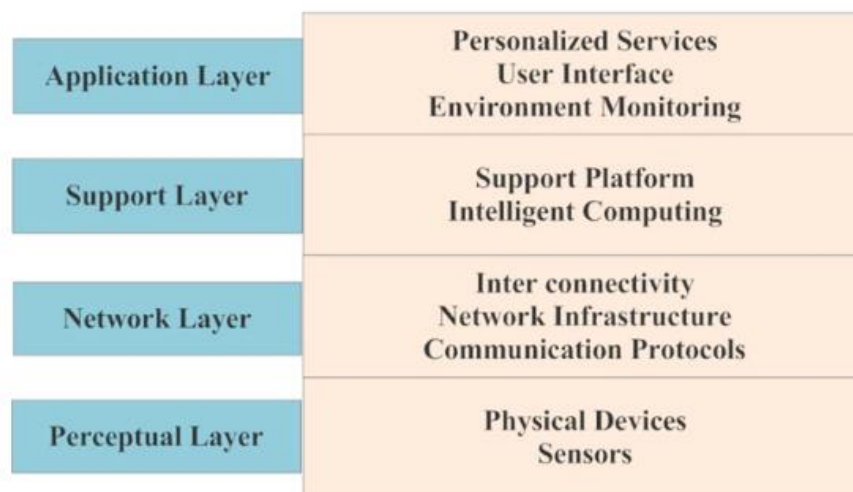 Application Layer
Personalized Services
User Interface
Environment Monitoring
Support Layer
Support Platform
Intelligent Computing
Network Layer
Inter connectivity
Network Infrastructure
Communication Protocols
Perceptual Layer
Physical Devices
Sensors